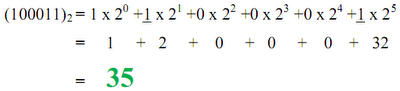 (100011)₂ = 1 x 2⁰ +1 x 2¹ +0 x 2² +0 x 2³ +0 x 2⁴ +1 x 2⁵
= 1 + 2 + 0 + 0 + 0 + 32
= 35